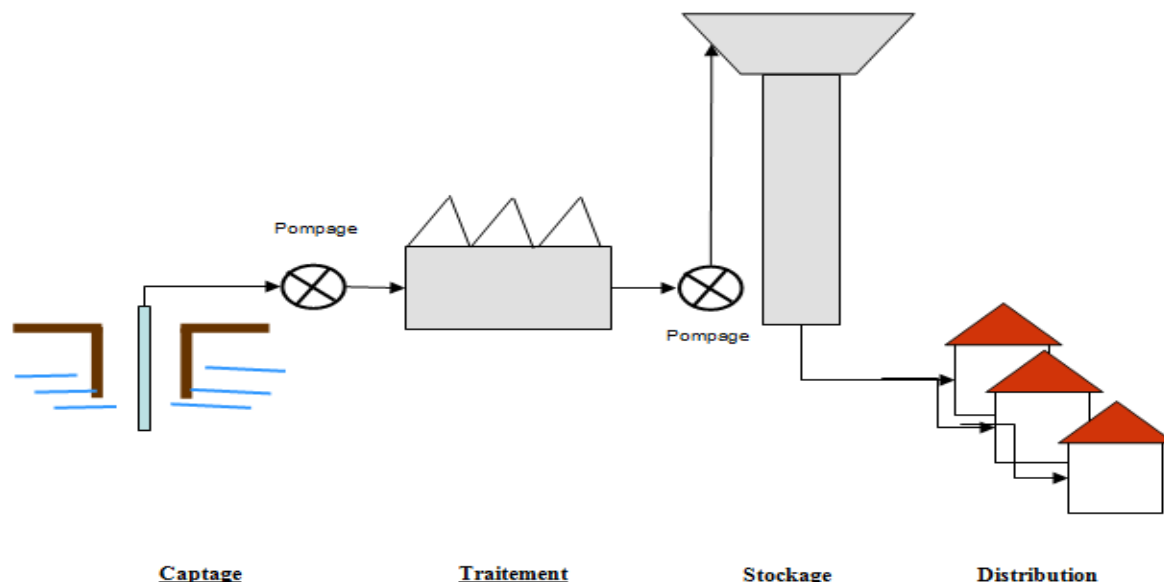 Pompage
Pompage
Captage
Traitement
Stockage
Distribution